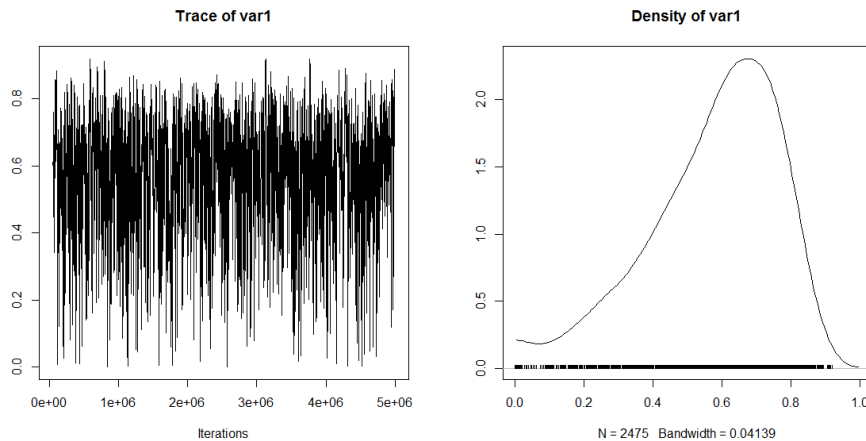 Trace of var1
0.8
0.6
0.4
0.2
0.0
0e+00 1e+06 2e+06 3e+06 4e+06 5e+06
Iterations
Density of var1
2.0
1.5
1.0
0.5
0.0
0.0 0.2 0.4 0.6 0.8 1.0
N = 2475 Bandwidth = 0.04139